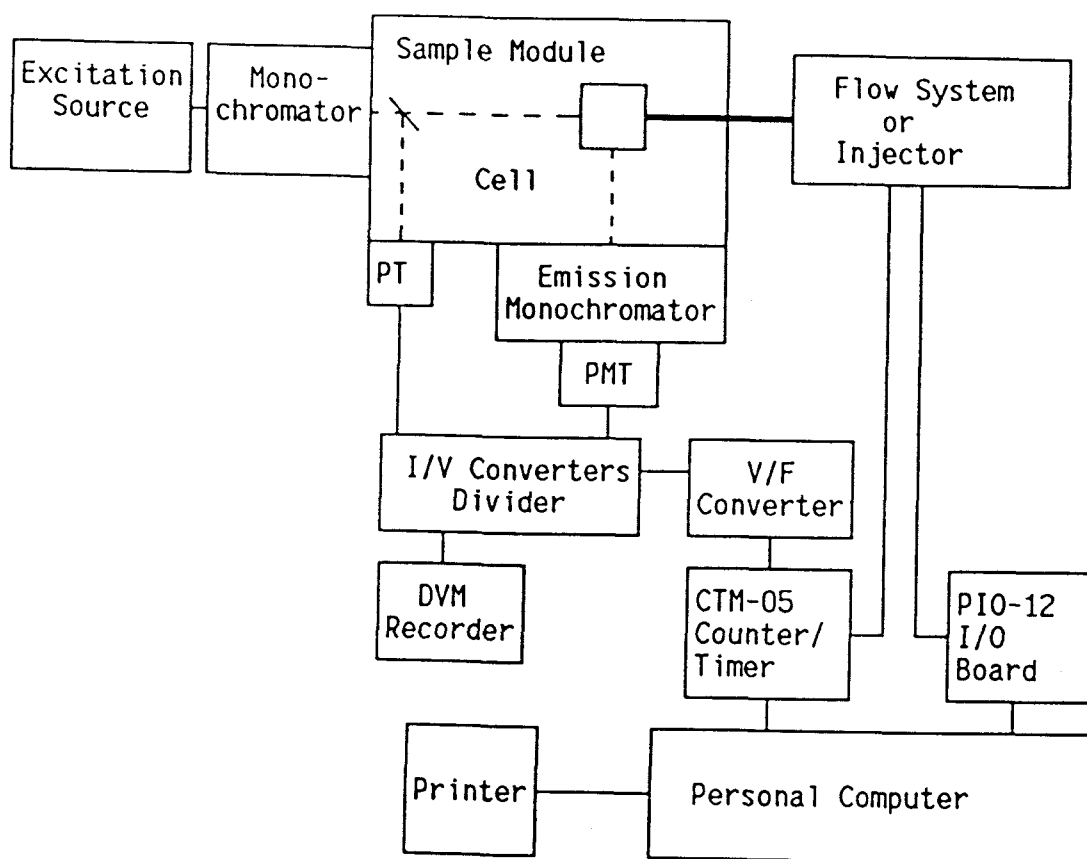 Excitation
Source
Mono-
chromator
Sample Module
Cell
Flow System
or
Injector
PT
Emission
Monochromator
PMT
I/V Converters
Divider
V/F
Converter
DVM
Recorder
CTM-05
Counter/
Timer
PIO-12
I/O
Board
Printer
Personal Computer